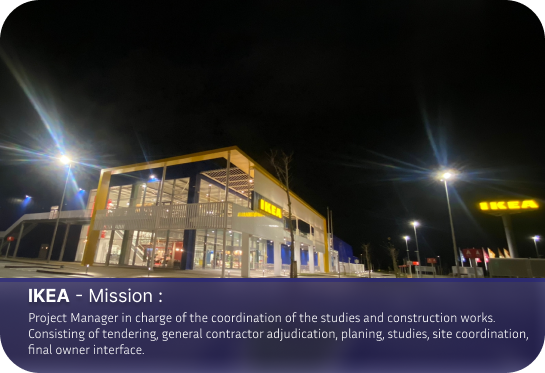 IKEA
IKEA
IKEA - Mission :
Project Manager in charge of the coordination of the studies and construction works.
Consisting of tendering, general contractor adjudication, planing, studies, site coordination,
final owner interface.